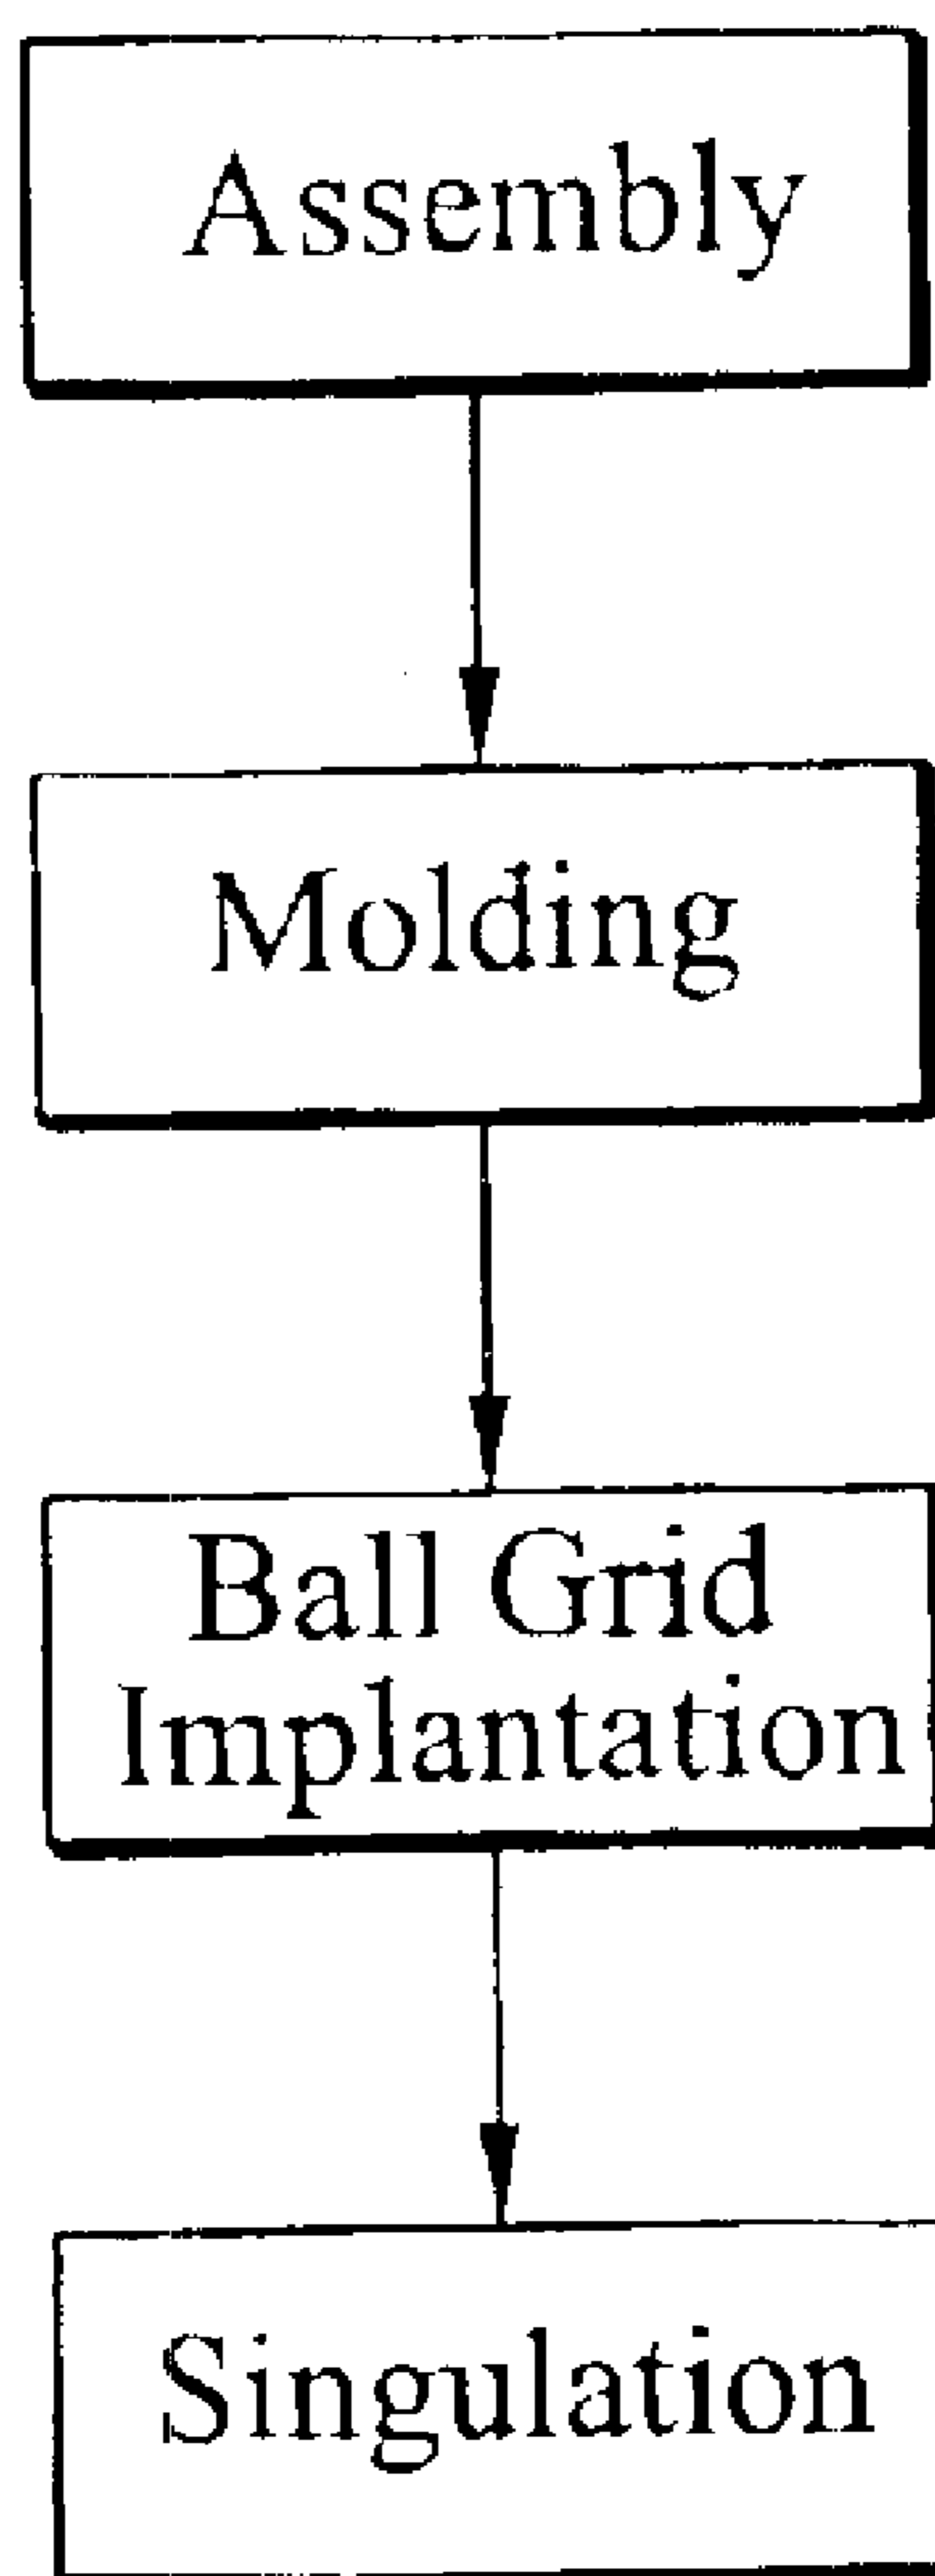 Assembly
Molding
Ball Grid
Implantation
Singulation